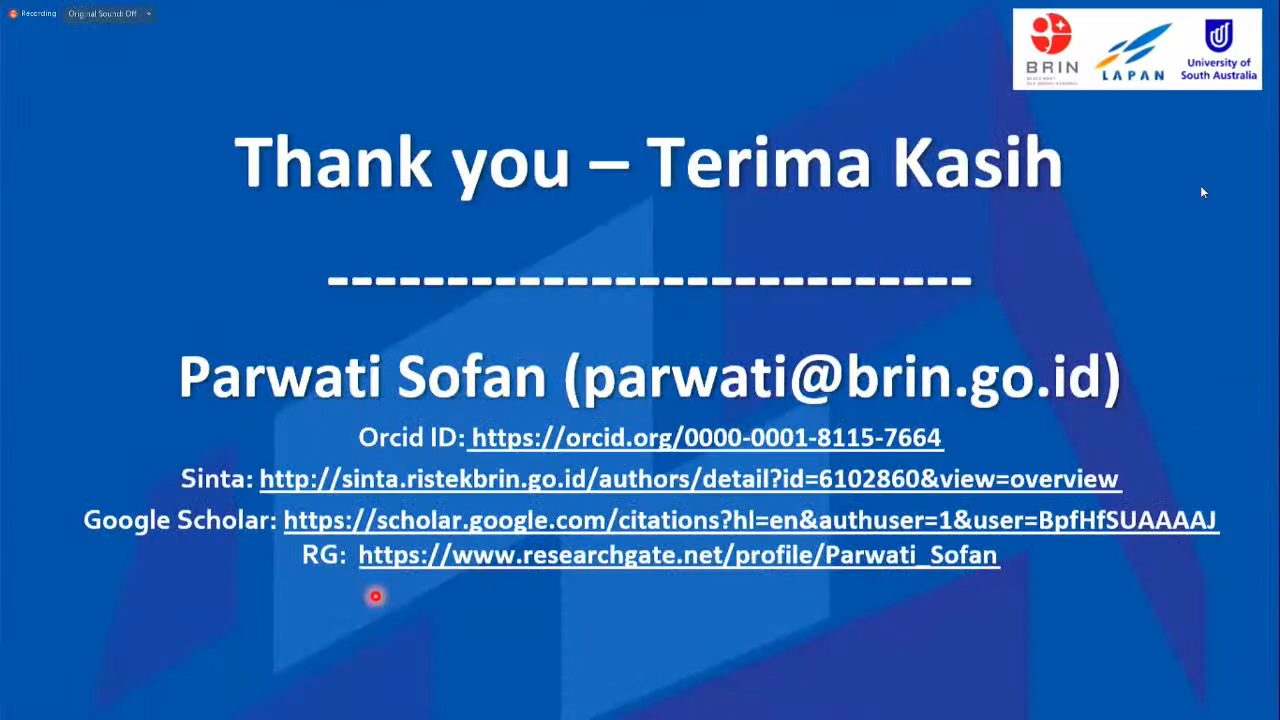 Recording Original Sound: Off
BRIN
LAPAN
University of
South Australia
Thank you – Terima Kasih
---------------------------
Parwati Sofan (parwati@brin.go.id)
Orcid ID: https://orcid.org/0000-0001-8115-7664
Sinta: http://sinta.ristekbrin.go.id/authors/detail?id=6102860&view=overview
Google Scholar: https://scholar.google.com/citations?hl=en&authuser=1&user=BpfHfSUAAAAJ
RG: https://www.researchgate.net/profile/Parwati_Sofan